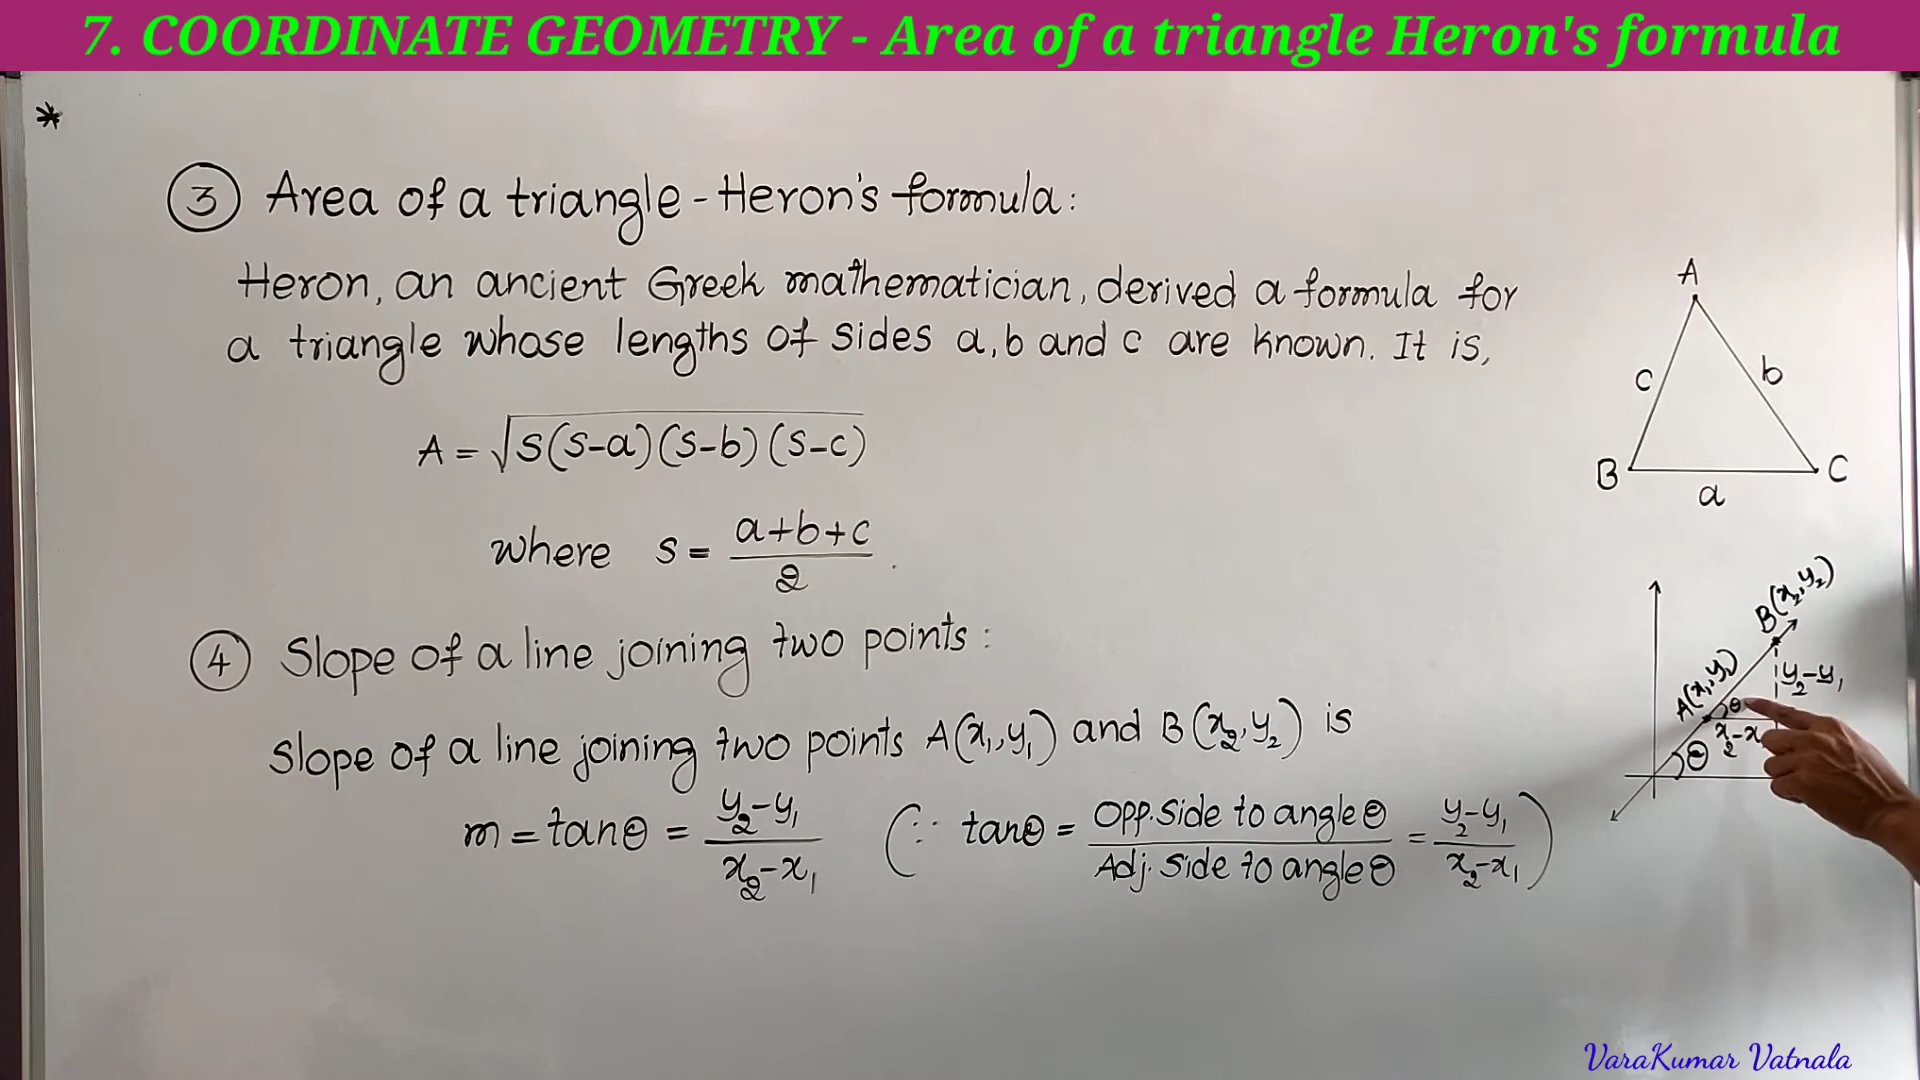 7. COORDINATE GEOMETRY - Area of a triangle Heron's formula
*
③ Area of a triangle - Heron's formula:
Heron, an ancient Greek mathematician, derived a formula for
a triangle whose lengths of sides a, b and c are known. It is,
A = √S(S-a)(S-b)(S-c)
where s = (a+b+c)/2.
④ Slope of a line joining two points:
Slope of a line joining two points A(x₁,y₁) and B(x₂,y₂) is
m = tanθ = (y₂-y₁)/(x₂-x₁) (∵ tanθ = Opp. Side to angle θ/Adj. Side to angle θ = (y₂-y₁)/(x₂-x₁))
A
c b
B C
a
B(x₂,y₂)
A(x₁,y₁)
y₂-y₁
θ
x₂-x
θ
VaraKumar Vatnala